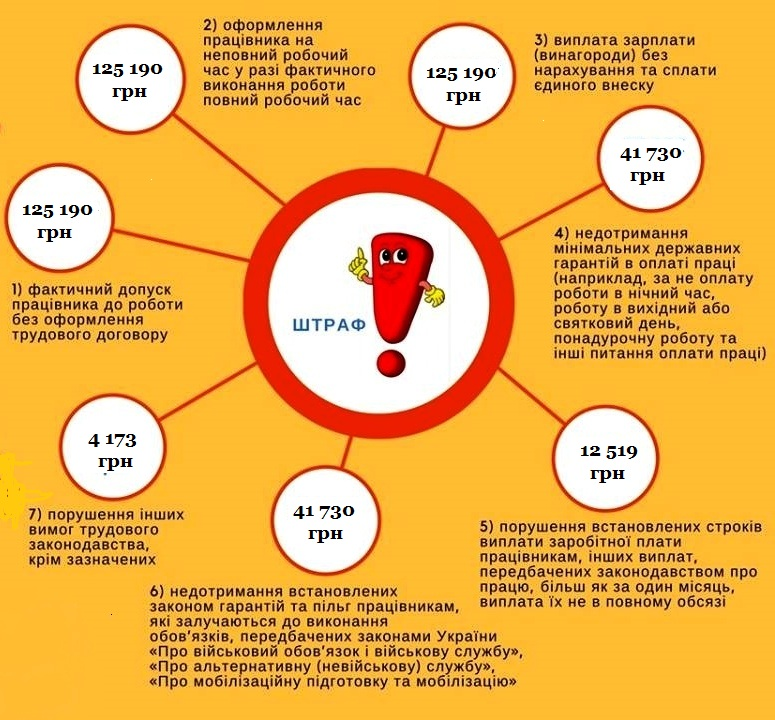 125 190
грн
2) оформлення
працівника на
неповний робочий
час у разі фактичного
виконання роботи
повний робочий час
125 190
грн
3) виплата зарплати
(винагороди) без
нарахування та сплати
єдиного внеску
41 730
грн
125 190
грн
4) недотримання
мінімальних державних
гарантій в оплаті праці
(наприклад, за не оплату
роботи в нічний час,
роботу в вихідний або
святковий день,
понадурочну роботу та
інші питання оплати праці)
1) фактичний допуск
працівника до роботи
без оформлення
трудового договору
ШТРАФ
4 173
грн
12 519
грн
41 730
грн
7) порушення інших
вимог трудового
законодавства,
крім зазначених
5) порушення встановлених строків
виплати заробітної плати
працівникам, інших виплат,
передбачених законодавством про
працю, більш як за один місяць,
виплата їх не в повному обсязі
6) недотримання встановлених
законом гарантій та пільг працівникам,
які залучаються до виконання
обов'язків, передбачених законами України
«Про військовий обов'язок і військову службу»,
«Про альтернативну (невійськову) службу»,
«Про мобілізаційну підготовку та мобілізацію»